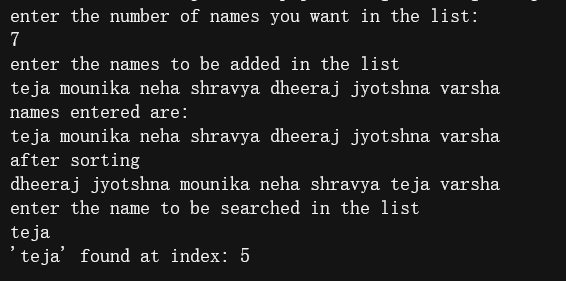 enter the number of names you want in the list:
7
enter the names to be added in the list
teja mounika neha shravya dheeraj jyotshna varsha
names entered are:
teja mounika neha shravya dheeraj jyotshna varsha
after sorting
dheeraj jyotshna mounika neha shravya teja varsha
enter the name to be searched in the list
teja
'teja' found at index: 5